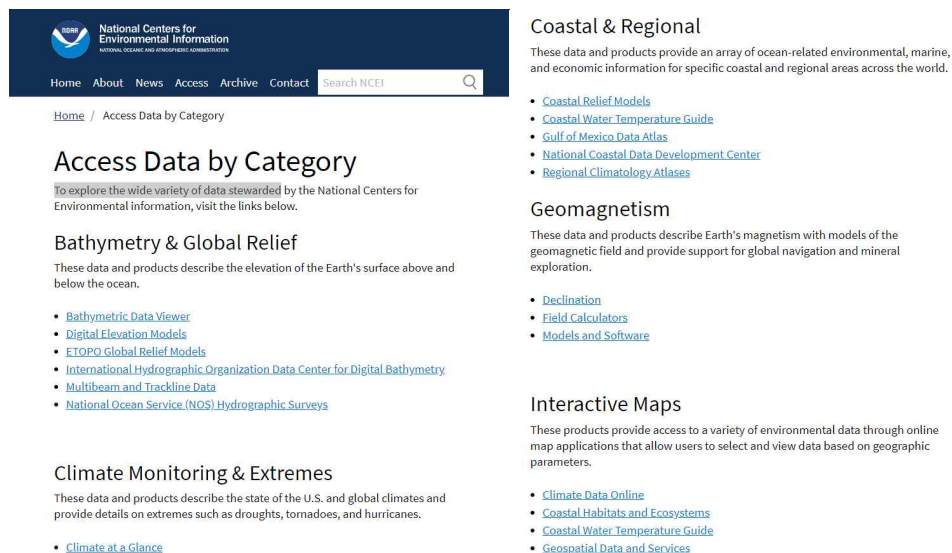 NOAA
National Centers for
Environmental Information
NATIONAL OCEANIC AND ATMOSPHERIC ADMINISTRATION
Home About News Access Archive Contact Search NCEI
Home / Access Data by Category
Access Data by Category
To explore the wide variety of data stewarded by the National Centers for
Environmental information, visit the links below.
Bathymetry & Global Relief
These data and products describe the elevation of the Earth's surface above and
below the ocean.
• Bathymetric Data Viewer
• Digital Elevation Models
• ETOPO Global Relief Models
• International Hydrographic Organization Data Center for Digital Bathymetry
• Multibeam and Trackline Data
• National Ocean Service (NOS) Hydrographic Surveys
Climate Monitoring & Extremes
These data and products describe the state of the U.S. and global climates and
provide details on extremes such as droughts, tornadoes, and hurricanes.
• Climate at a Glance
Coastal & Regional
These data and products provide an array of ocean-related environmental, marine,
and economic information for specific coastal and regional areas across the world.
• Coastal Relief Models
• Coastal Water Temperature Guide
• Gulf of Mexico Data Atlas
• National Coastal Data Development Center
• Regional Climatology Atlases
Geomagnetism
These data and products describe Earth's magnetism with models of the
geomagnetic field and provide support for global navigation and mineral
exploration.
• Declination
• Field Calculators
• Models and Software
Interactive Maps
These products provide access to a variety of environmental data through online
map applications that allow users to select and view data based on geographic
parameters.
• Climate Data Online
• Coastal Habitats and Ecosystems
• Coastal Water Temperature Guide
• Geospatial Data and Services